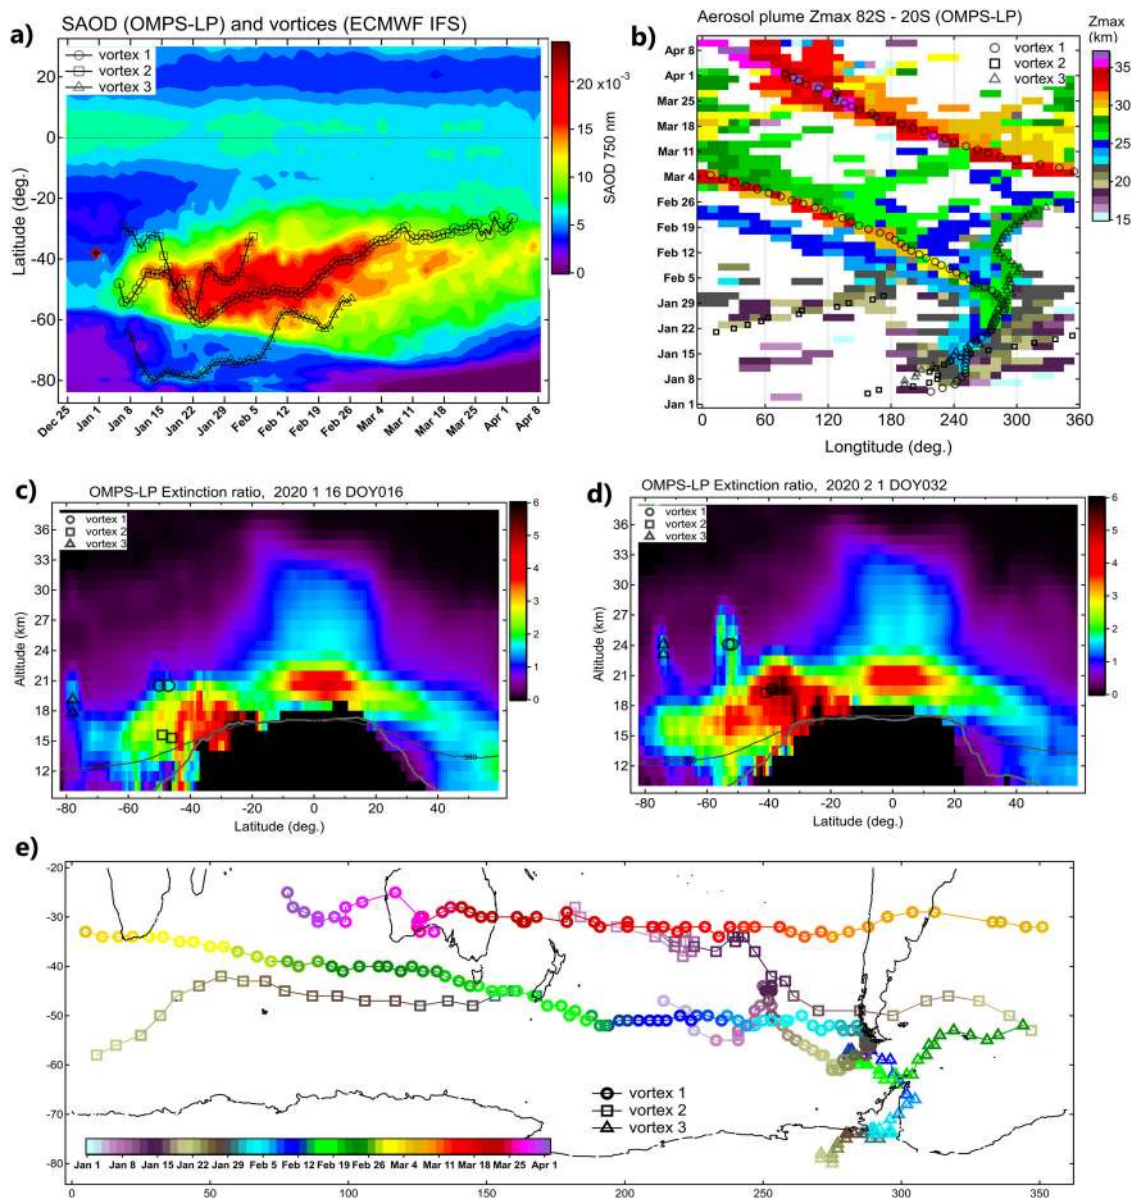 a)
SAOD (OMPS-LP) and vortices (ECMWF IFS)
vortex 1
vortex 2
vortex 3
20
0
-20
-40
-60
-80
Latitude (deg.)
Dec 25
Jan 1
Jan 8
Jan 15
Jan 22
Jan 29
Feb 5
Feb 12
Feb 19
Feb 26
Mar 4
Mar 11
Mar 18
Mar 25
Apr 1
Apr 8
20 x10⁻³
15
10
5
0
SAOD 750 nm
b)
Aerosol plume Zmax 82S - 20S (OMPS-LP)
vortex 1
vortex 2
vortex 3
Apr 8
Apr 1
Mar 25
Mar 18
Mar 11
Mar 4
Feb 26
Feb 19
Feb 12
Feb 5
Jan 29
Jan 22
Jan 15
Jan 8
Jan 1
0 60 120 180 240 300 360
Longtitude (deg.)
Zmax
(km)
35
30
25
20
15
c)
OMPS-LP Extinction ratio, 2020 1 16 DOY016
vortex 1
vortex 2
vortex 3
36
33
30
27
24
21
18
15
12
Altitude (km)
380
-80 -60 -40 -20 0 20 40
Latitude (deg.)
6
5
4
3
2
1
0
d)
OMPS-LP Extinction ratio, 2020 2 1 DOY032
vortex 1
vortex 2
vortex 3
36
33
30
27
24
21
18
15
12
Altitude (km)
380
-80 -60 -40 -20 0 20 40
Latitude (deg.)
6
5
4
3
2
1
0
e)
-20
-30
-40
-50
-60
-70
-80
vortex 1
vortex 2
vortex 3
Jan 1 Jan 8 Jan 15 Jan 22 Jan 29 Feb 5 Feb 12 Feb 19 Feb 26 Mar 4 Mar 11 Mar 18 Mar 25 Apr 1
0 50 100 150 200 250 300 350